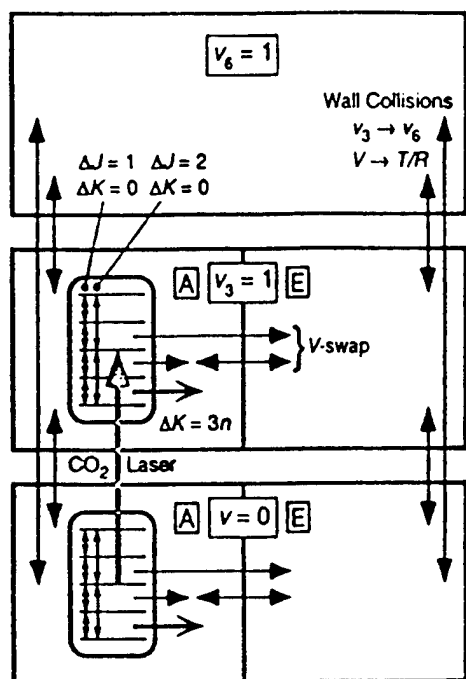 v₆ = 1
Wall Collisions
v₃ → v₆
V → T/R
ΔJ = 1 ΔJ = 2
ΔK = 0 ΔK = 0
A v₃ = 1 E
V-swap
ΔK = 3n
CO₂ Laser
A v = 0 E